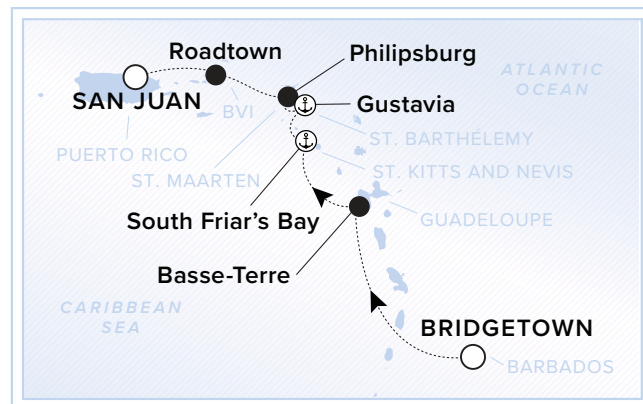 Roadtown
Philipsburg
ATLANTIC
OCEAN
SAN JUAN
Gustavia
BVI
PUERTO RICO
ST. BARTHÉLEMY
ST. MAARTEN
ST. KITTS AND NEVIS
South Friar's Bay
GUADELOUPE
Basse-Terre
CARIBBEAN
SEA
BRIDGETOWN
BARBADOS